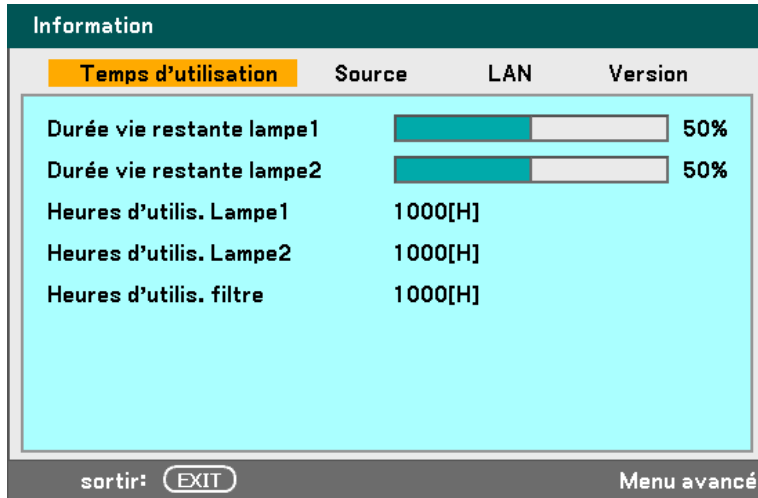 Information
Temps d'utilisation Source LAN Version
Durée vie restante lampe1 50%
Durée vie restante lampe2 50%
Heures d'utilis. Lampe1 1000[H]
Heures d'utilis. Lampe2 1000[H]
Heures d'utilis. filtre 1000[H]
sortir: EXIT Menu avancé